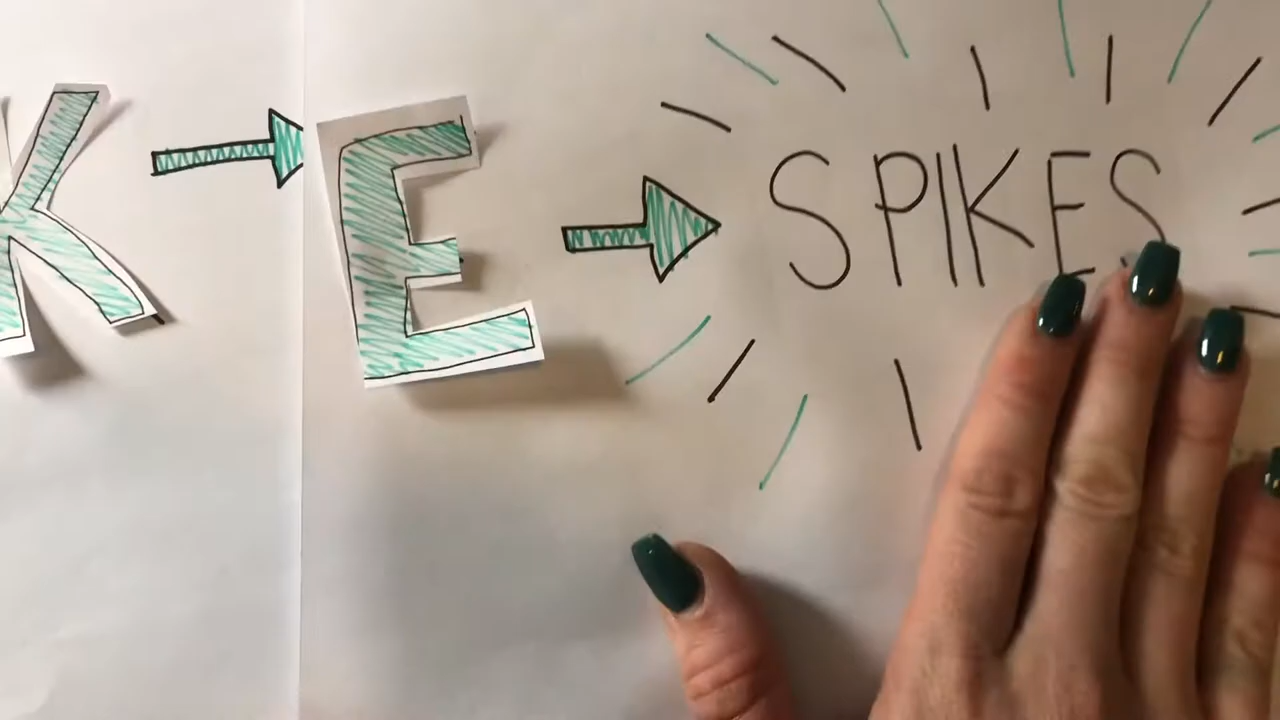 K → E → SPIKES